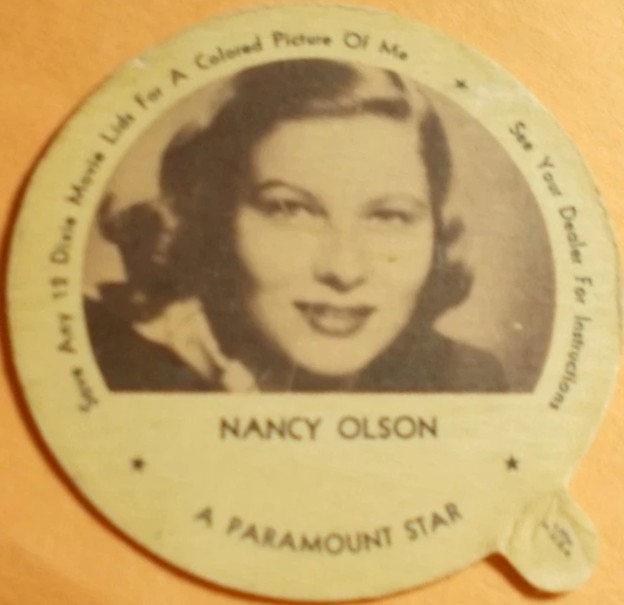 Save Any 12 Dixie Movie Lids For A Colored Picture Of Me
See Your Dealer For Instructions
NANCY OLSON
A PARAMOUNT STAR